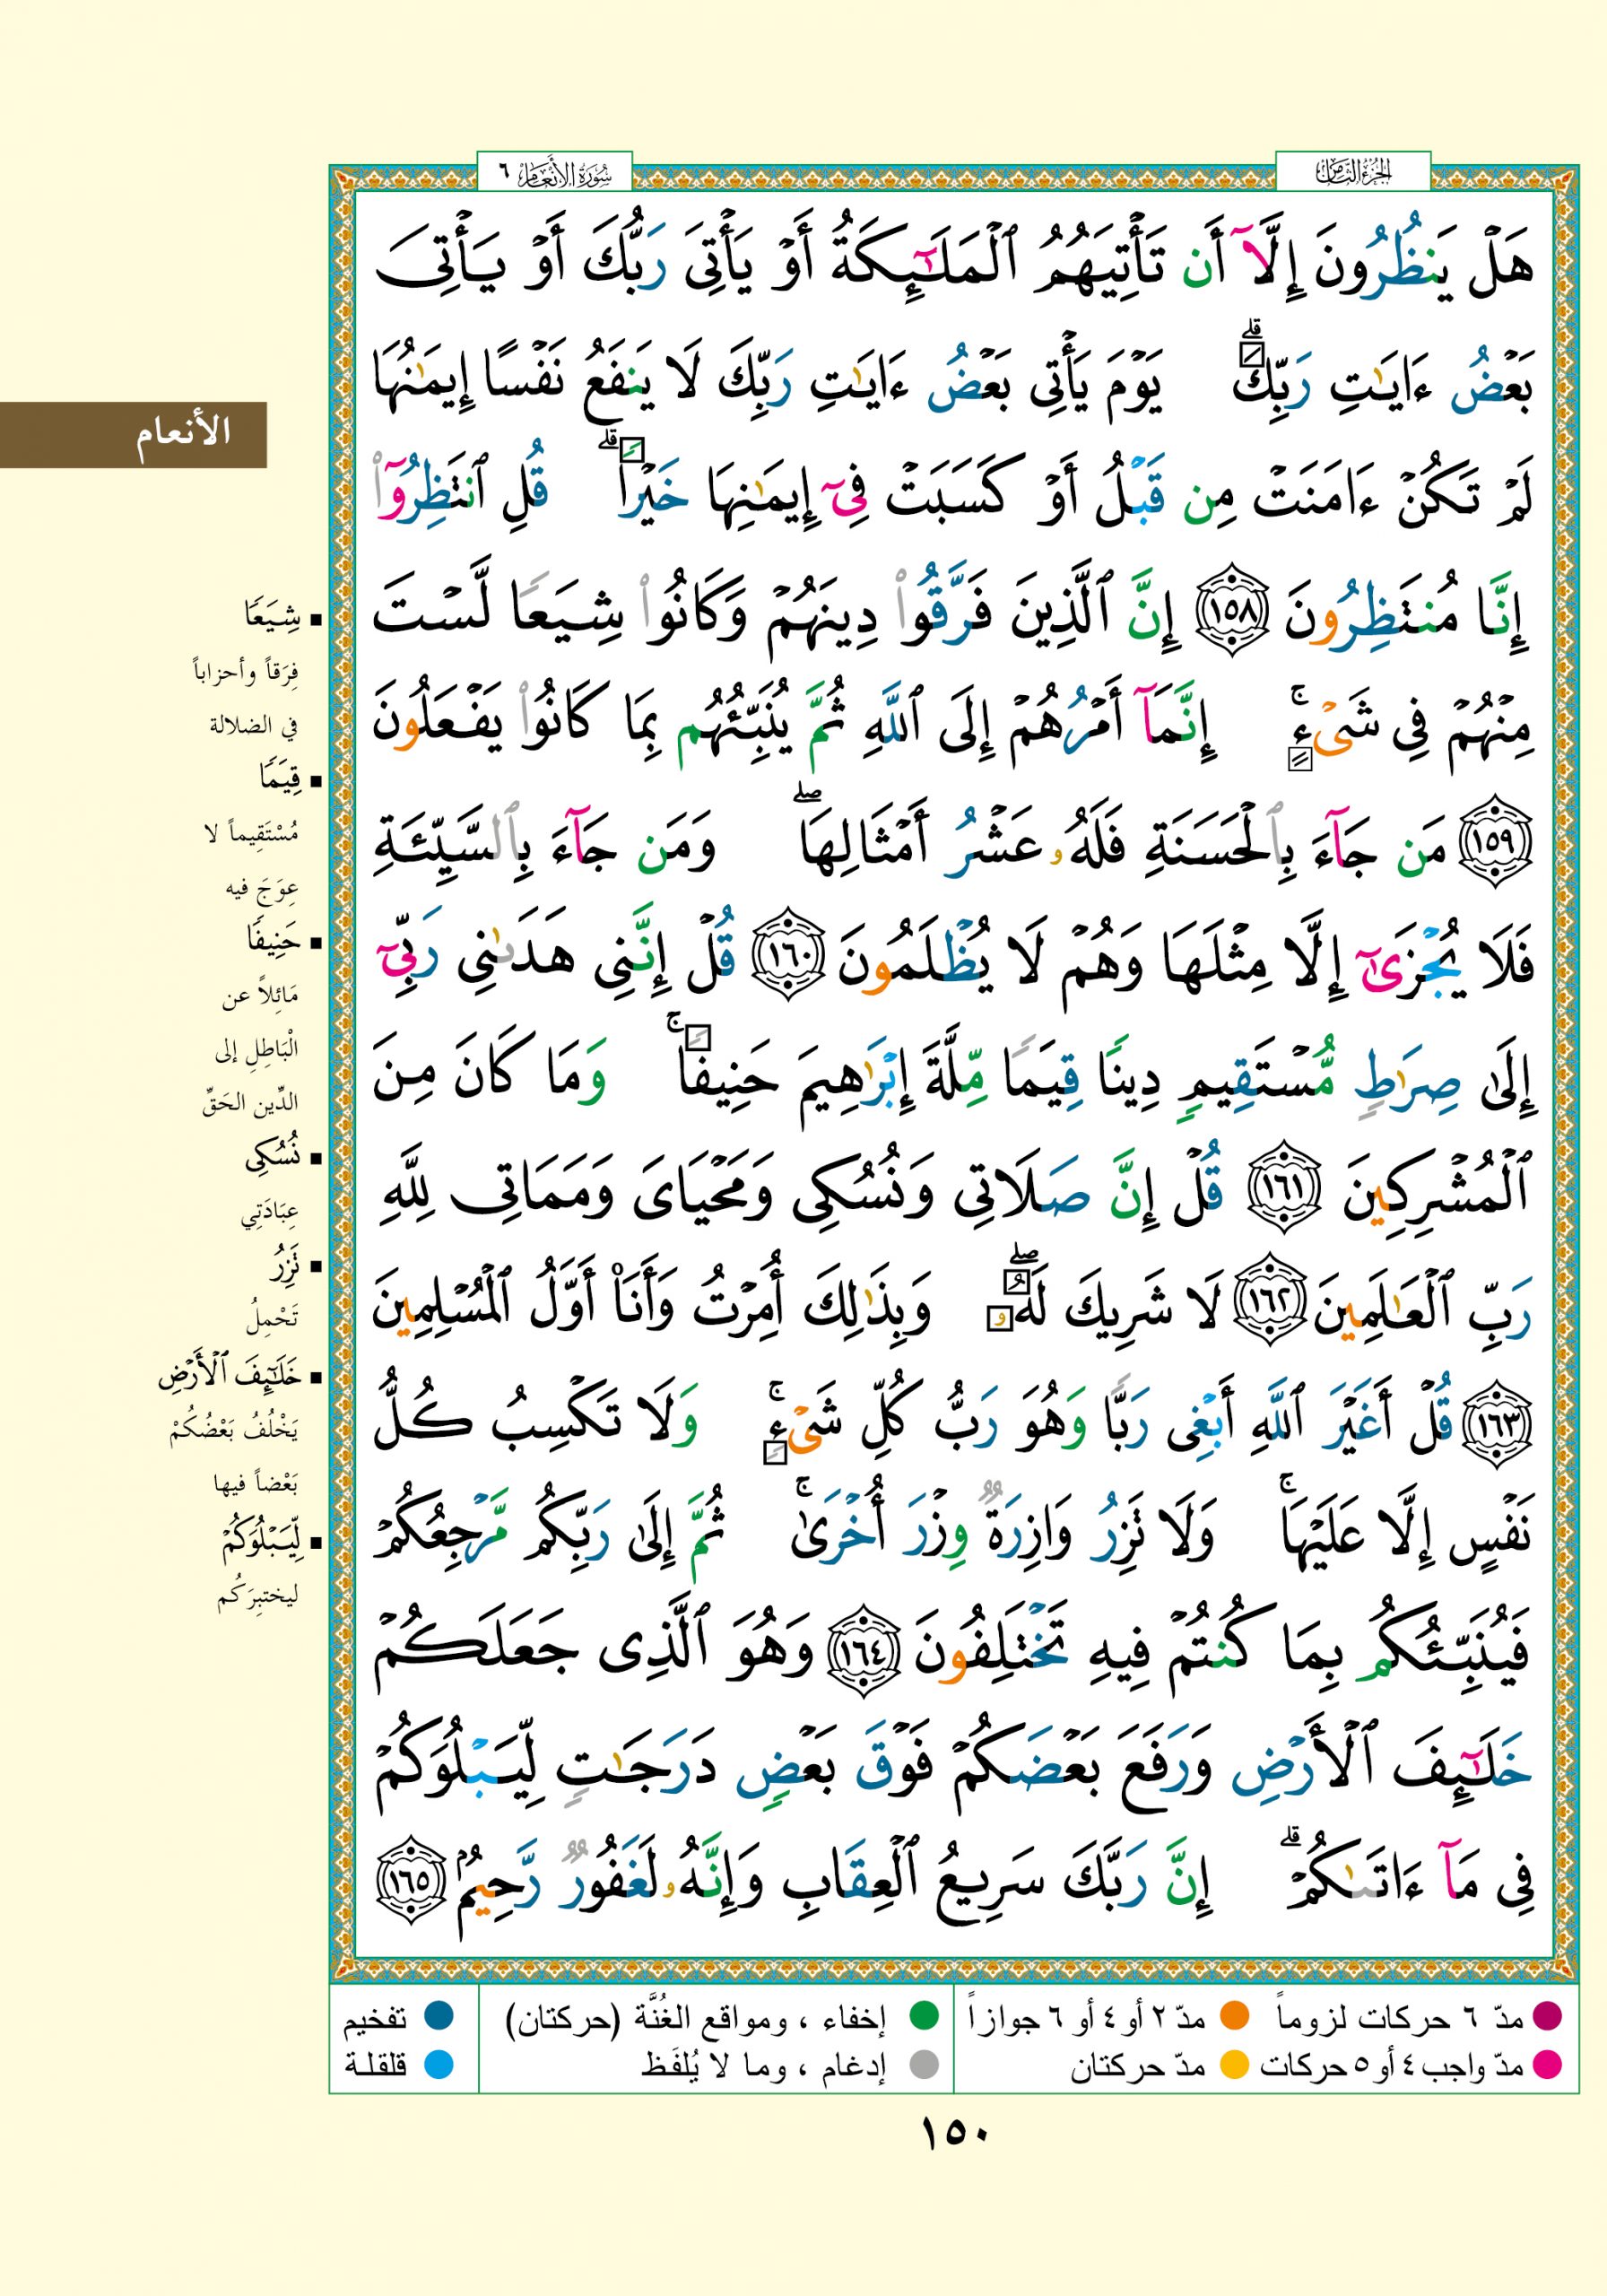 الجزء الثامن
سورة الأنعام ٦
هَلْ يَنظُرُونَ إِلَّآ أَن تَأْتِيَهُمُ ٱلْمَلَٰٓئِكَةُ أَوْ يَأْتِىَ رَبُّكَ أَوْ يَأْتِىَ
بَعْضُ ءَايَٰتِ رَبِّكَ ۗ يَوْمَ يَأْتِى بَعْضُ ءَايَٰتِ رَبِّكَ لَا يَنفَعُ نَفْسًا إِيمَٰنُهَا
لَمْ تَكُنْ ءَامَنَتْ مِن قَبْلُ أَوْ كَسَبَتْ فِىٓ إِيمَٰنِهَا خَيْرًا ۗ قُلِ ٱنتَظِرُوٓا۟
إِنَّا مُنتَظِرُونَ ١٥٨ إِنَّ ٱلَّذِينَ فَرَّقُوا۟ دِينَهُمْ وَكَانُوا۟ شِيَعًا لَّسْتَ
مِنْهُمْ فِى شَىْءٍ ۚ إِنَّمَآ أَمْرُهُمْ إِلَى ٱللَّهِ ثُمَّ يُنَبِّئُهُم بِمَا كَانُوا۟ يَفْعَلُونَ
١٥٩ مَن جَآءَ بِٱلْحَسَنَةِ فَلَهُۥ عَشْرُ أَمْثَالِهَا ۖ وَمَن جَآءَ بِٱلسَّيِّئَةِ
فَلَا يُجْزَىٰٓ إِلَّا مِثْلَهَا وَهُمْ لَا يُظْلَمُونَ ١٦٠ قُلْ إِنَّنِى هَدَىٰنِى رَبِّىٓ
إِلَىٰ صِرَٰطٍ مُّسْتَقِيمٍ دِينًا قِيَمًا مِّلَّةَ إِبْرَٰهِيمَ حَنِيفًا ۚ وَمَا كَانَ مِنَ
ٱلْمُشْرِكِينَ ١٦١ قُلْ إِنَّ صَلَاتِى وَنُسُكِى وَمَحْيَاىَ وَمَمَاتِى لِلَّهِ
رَبِّ ٱلْعَٰلَمِينَ ١٦٢ لَا شَرِيكَ لَهُۥ ۖ وَبِذَٰلِكَ أُمِرْتُ وَأَنَا۠ أَوَّلُ ٱلْمُسْلِمِينَ
١٦٣ قُلْ أَغَيْرَ ٱللَّهِ أَبْغِى رَبًّا وَهُوَ رَبُّ كُلِّ شَىْءٍ ۚ وَلَا تَكْسِبُ كُلُّ
نَفْسٍ إِلَّا عَلَيْهَا ۚ وَلَا تَزِرُ وَازِرَةٌ وِزْرَ أُخْرَىٰ ۚ ثُمَّ إِلَىٰ رَبِّكُم مَّرْجِعُكُمْ
فَيُنَبِّئُكُم بِمَا كُنتُمْ فِيهِ تَخْتَلِفُونَ ١٦٤ وَهُوَ ٱلَّذِى جَعَلَكُمْ
خَلَٰٓئِفَ ٱلْأَرْضِ وَرَفَعَ بَعْضَكُمْ فَوْقَ بَعْضٍ دَرَجَٰتٍ لِّيَبْلُوَكُمْ
فِى مَآ ءَاتَىٰكُمْ ۗ إِنَّ رَبَّكَ سَرِيعُ ٱلْعِقَابِ وَإِنَّهُۥ لَغَفُورٌ رَّحِيمٌۢ ١٦٥
الأنعام
▪ شِيَعًا
فِرَقاً وأحزاباً
في الضلالة
▪ قِيَمًا
مُسْتَقِيماً لا
عِوَجَ فيه
▪ حَنِيفًا
مَائِلاً عن
الْبَاطِلِ إلى
الدِّين الحَقِّ
▪ نُسُكِى
عِبَادَتِي
▪ تَزِرُ
تَحْمِلُ
▪ خَلَٰٓئِفَ ٱلْأَرْضِ
يَخْلُفُ بَعْضُكُمْ
بَعْضاً فيها
▪ لِّيَبْلُوَكُمْ
ليختبِرَكُم
مدّ ٦ حركات لزوماً
مدّ ٢ أو ٤ أو ٦ جوازاً
إخفاء ، ومواقع الغُنَّة (حركتان)
تفخيم
مدّ واجب ٤ أو ٥ حركات
مدّ حركتان
إدغام ، وما لا يُلفَظ
قلقلة
١٥٠